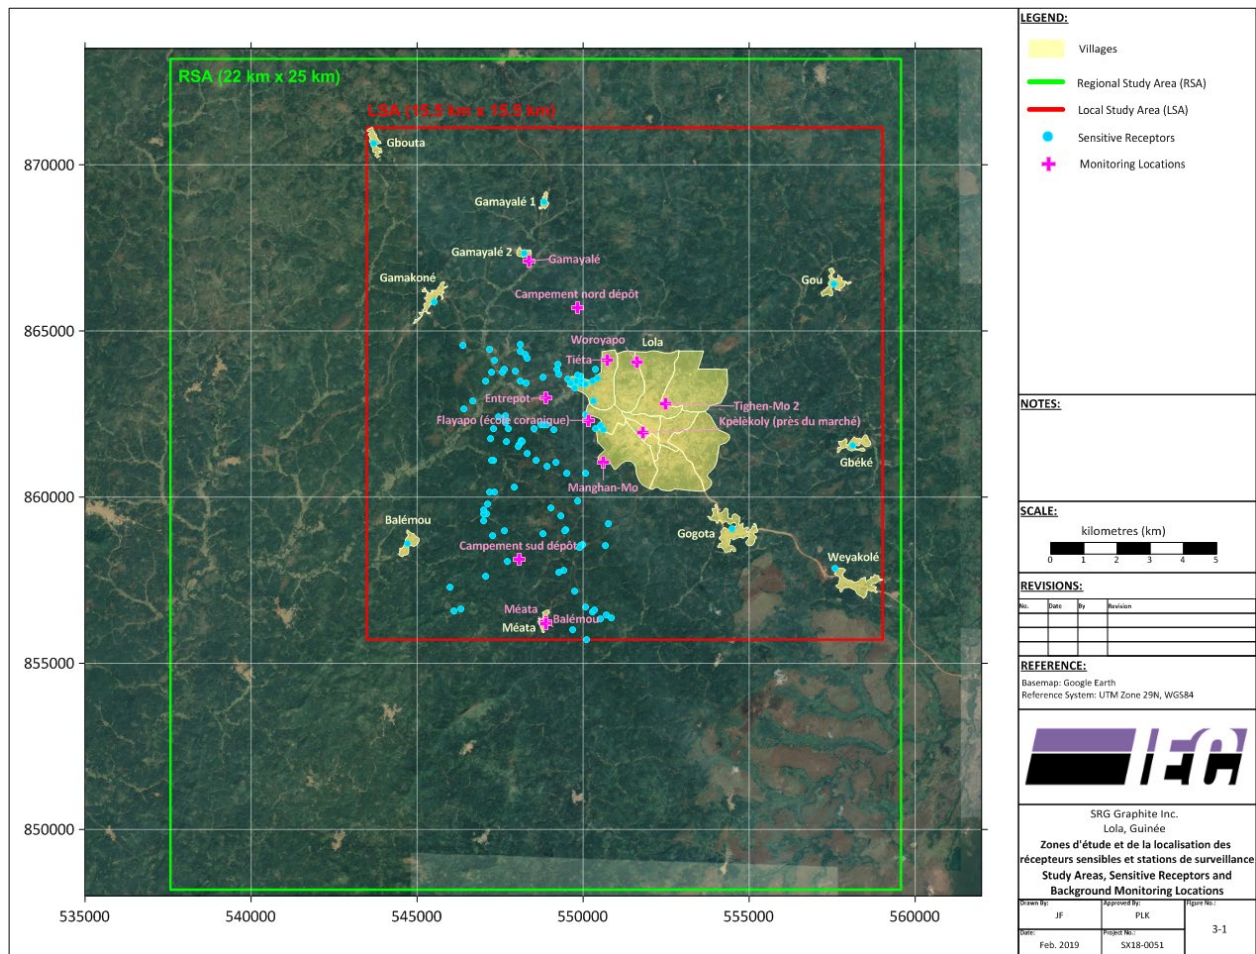 RSA (22 km x 25 km)
LSA (15.5 km x 15.5 km)
870000
865000
860000
855000
850000
535000
540000
545000
550000
555000
560000
Gbouta
Gamayalé 1
Gamayalé 2
Gamayalé
Gamakoné
Gou
Campement nord dépôt
Woroyapo
Lola
Tiéta
Entrepot
Tighen-Mo 2
Flayapo (école coranique)
Kpèlèkoly (près du marché)
Gbéké
Manghan-Mo
Balémou
Gogota
Campement sud dépôt
Weyakolé
Méata
Balémou
Méata
LEGEND:
Villages
Regional Study Area (RSA)
Local Study Area (LSA)
Sensitive Receptors
Monitoring Locations
NOTES:
SCALE:
kilometres (km)
0 1 2 3 4 5
REVISIONS:
No. Date By Revision
REFERENCE:
Basemap: Google Earth
Reference System: UTM Zone 29N, WGS84
IEC
SRG Graphite Inc.
Lola, Guinée
Zones d'étude et de la localisation des
récepteurs sensibles et stations de surveillance
Study Areas, Sensitive Receptors and
Background Monitoring Locations
Drawn By: Approved By: Figure No.:
JF PLK 3-1
Date: Project No.:
Feb. 2019 SX18-0051